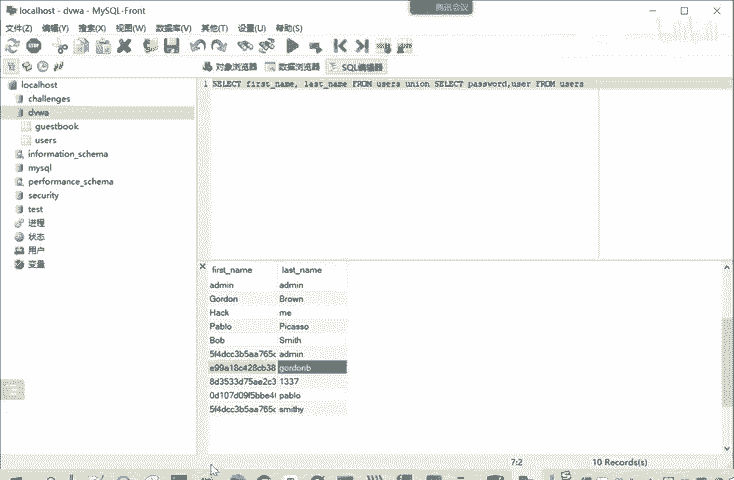 localhost - dvwa - MySQL-Front
腾讯会议
文件(Z) 编辑(Y) 搜索(X) 视图(W) 数据库(V) 其他(T) 设置(U) 帮助(S)
对象浏览器 数据浏览器 SQL编辑器
localhost
challenges
dvwa
guestbook
users
information_schema
mysql
performance_schema
security
test
进程
状态
用户
变量
1 SELECT first_name, last_name FROM users union SELECT password,user FROM users
first_name last_name
admin admin
Gordon Brown
Hack me
Pablo Picasso
Bob Smith
5f4dcc3b5aa765c admin
e99a18c428cb38 gordonb
8d3533d75ae2c3 1337
0d107d09f5bbe4 pablo
5f4dcc3b5aa765c smithy
7:2 10 Records(s)